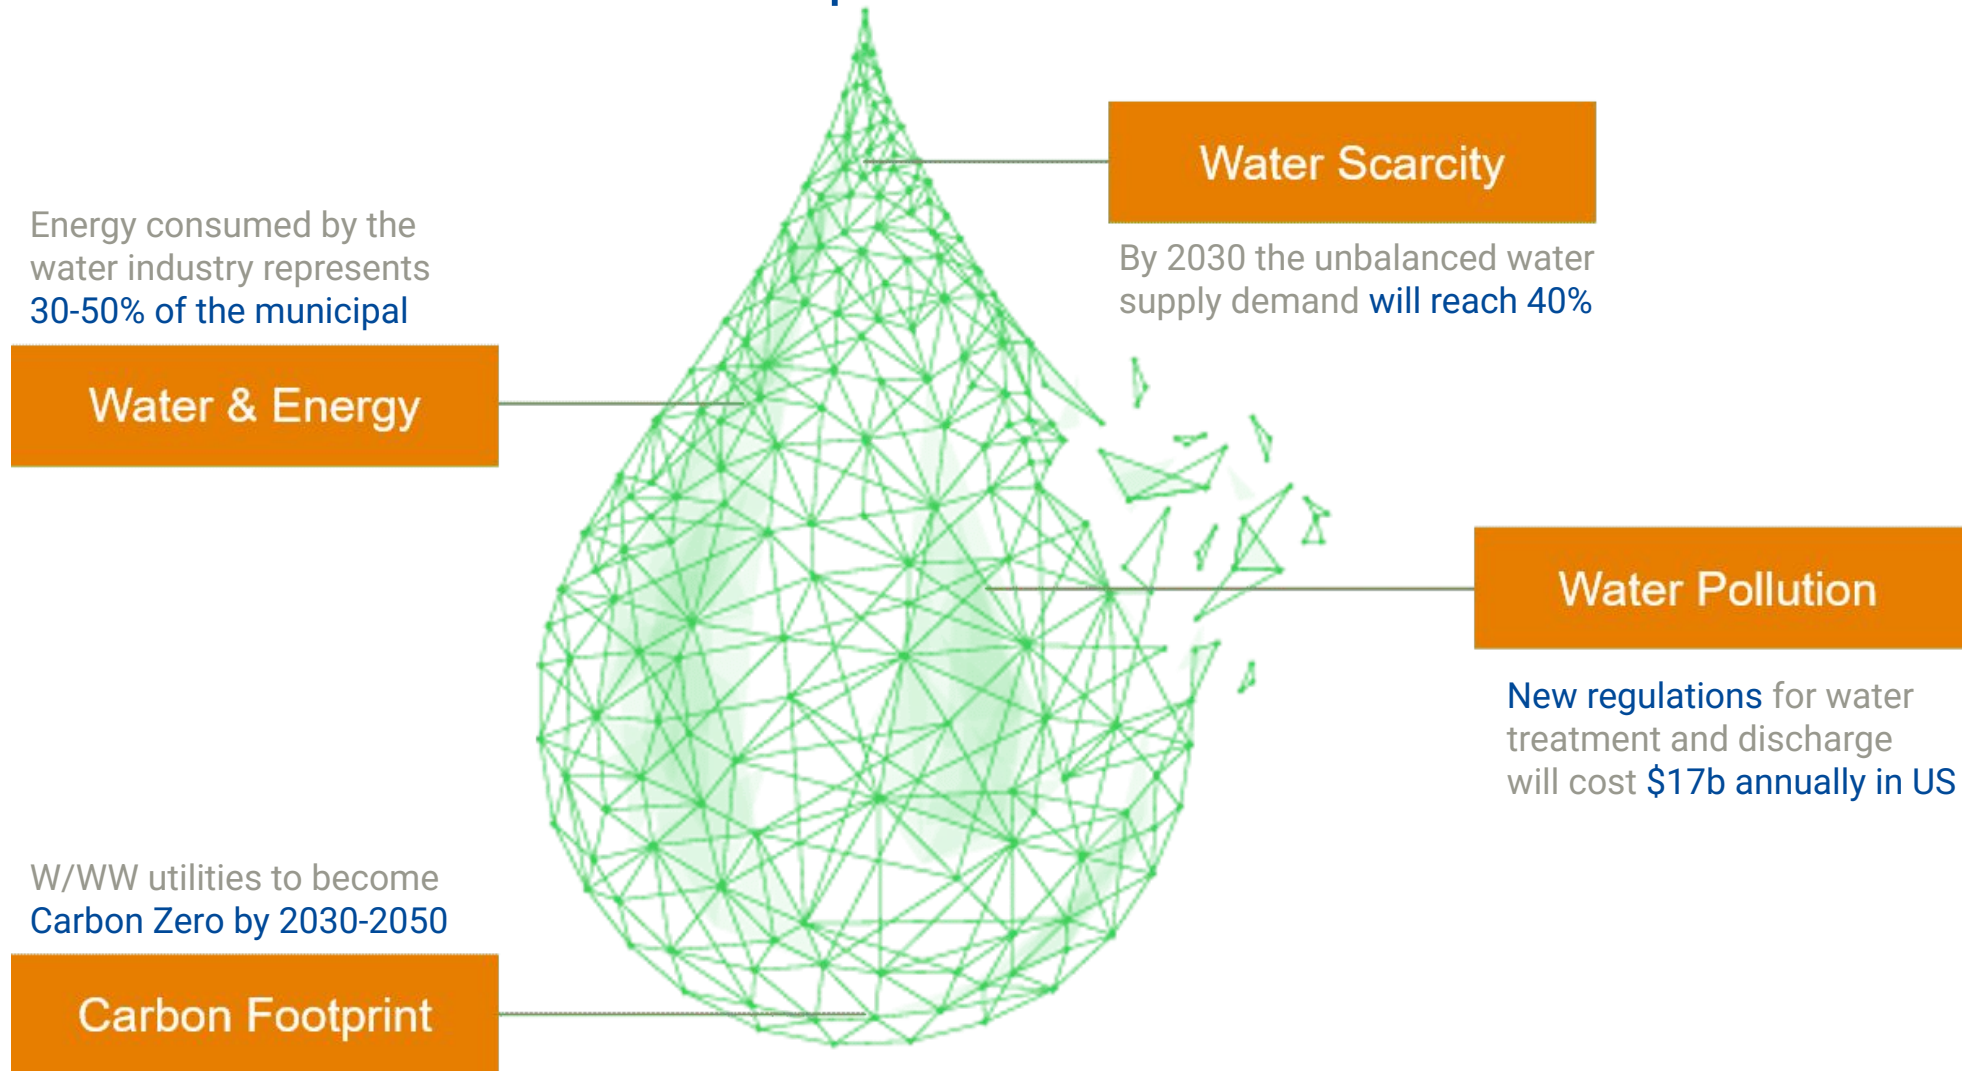 Water Scarcity
By 2030 the unbalanced water
supply demand will reach 40%
Energy consumed by the
water industry represents
30-50% of the municipal
Water & Energy
Water Pollution
New regulations for water
treatment and discharge
will cost $17b annually in US
W/WW utilities to become
Carbon Zero by 2030-2050
Carbon Footprint